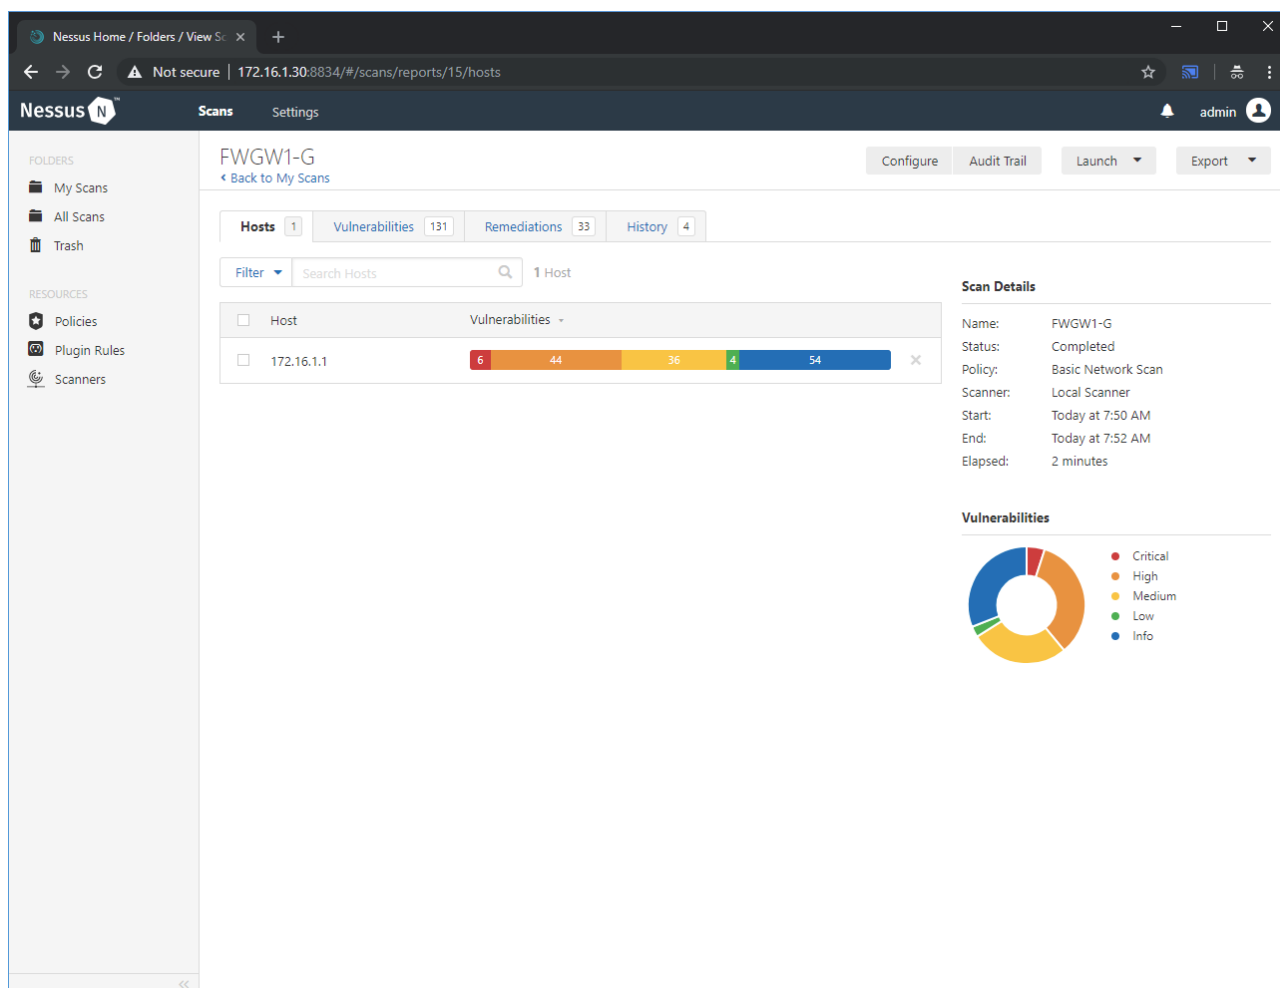 Nessus Home / Folders / View Sc
Not secure | 172.16.1.30:8834/#/scans/reports/15/hosts
Nessus N ™ Scans Settings admin
FOLDERS
My Scans
All Scans
Trash
RESOURCES
Policies
Plugin Rules
Scanners
FWGW1-G
Back to My Scans
Configure Audit Trail Launch Export
Hosts 1 Vulnerabilities 131 Remediations 33 History 4
Filter Search Hosts 1 Host
Host Vulnerabilities
172.16.1.1 6 44 36 4 54
Scan Details
Name: FWGW1-G
Status: Completed
Policy: Basic Network Scan
Scanner: Local Scanner
Start: Today at 7:50 AM
End: Today at 7:52 AM
Elapsed: 2 minutes
Vulnerabilities
Critical
High
Medium
Low
Info